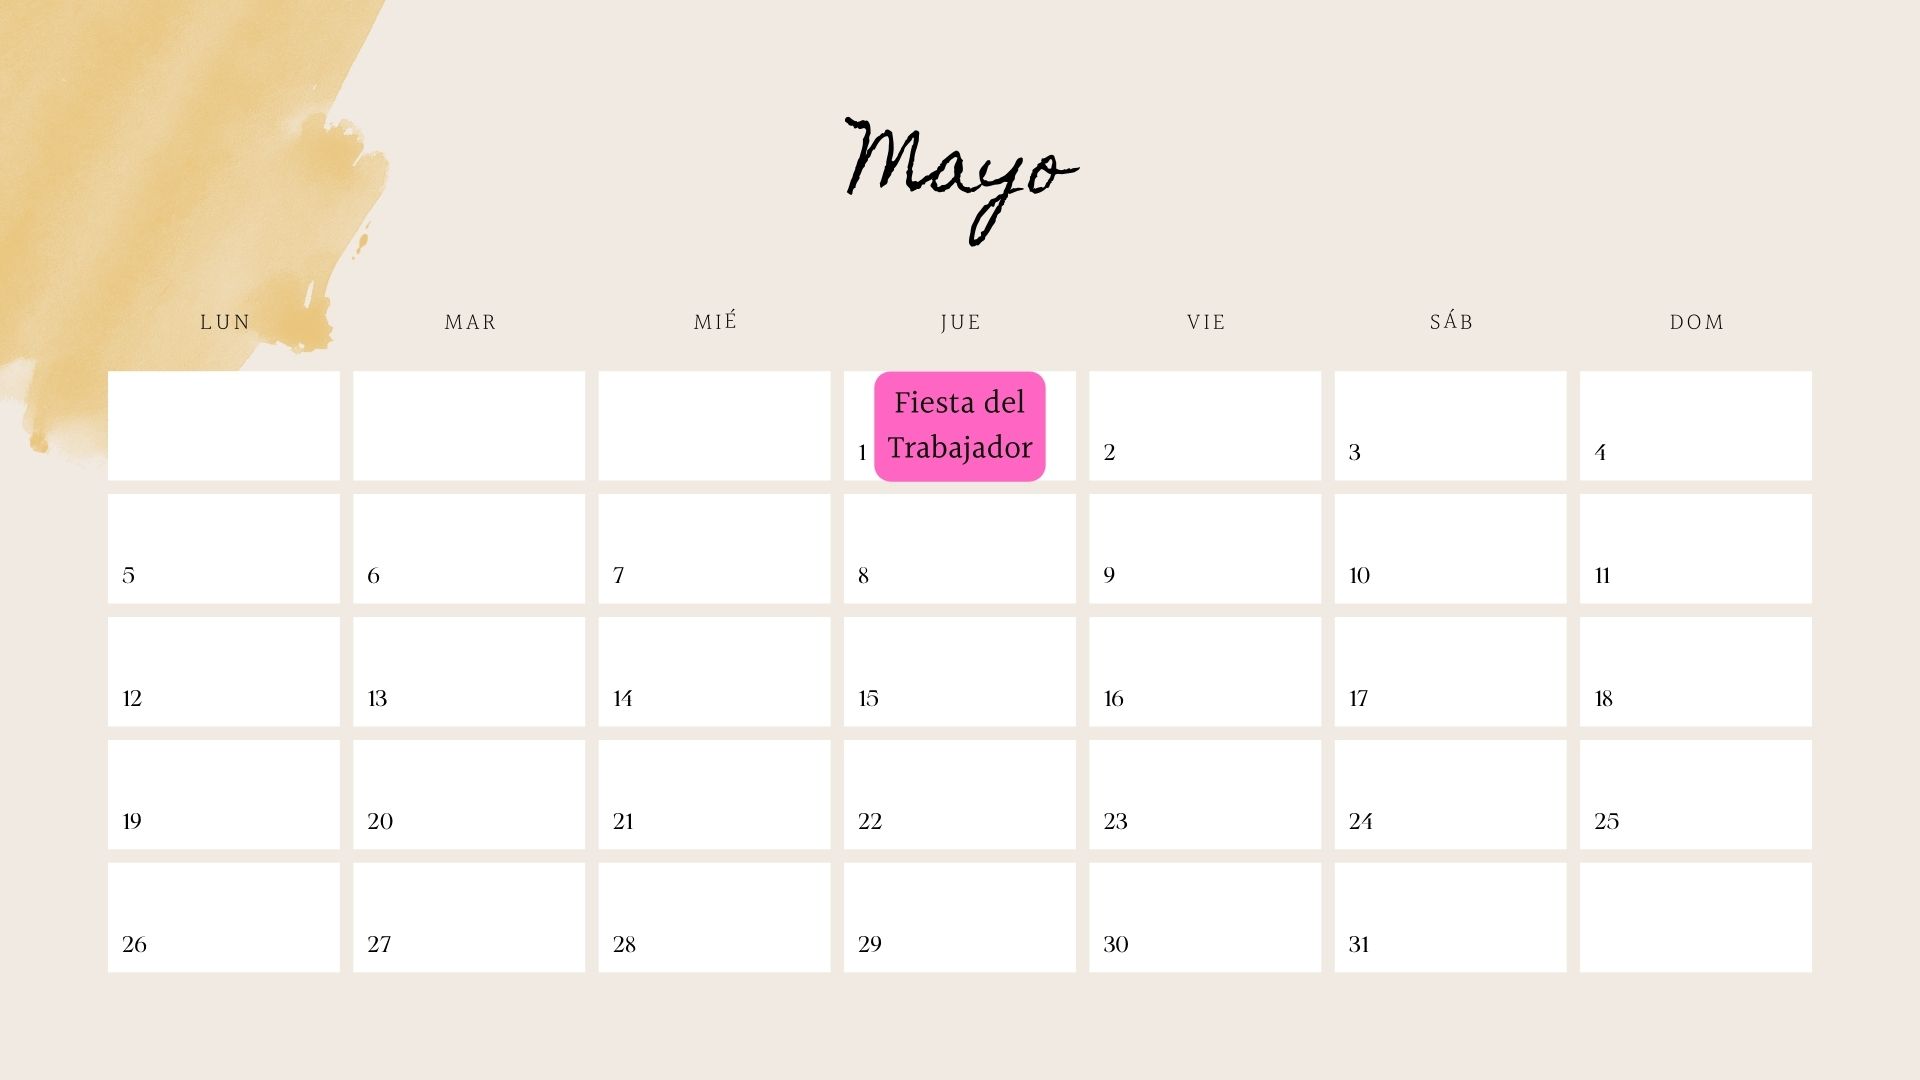 Mayo
LUN MAR MIÉ JUE VIE SÁB DOM
Fiesta del
Trabajador
1 2 3 4
5 6 7 8 9 10 11
12 13 14 15 16 17 18
19 20 21 22 23 24 25
26 27 28 29 30 31